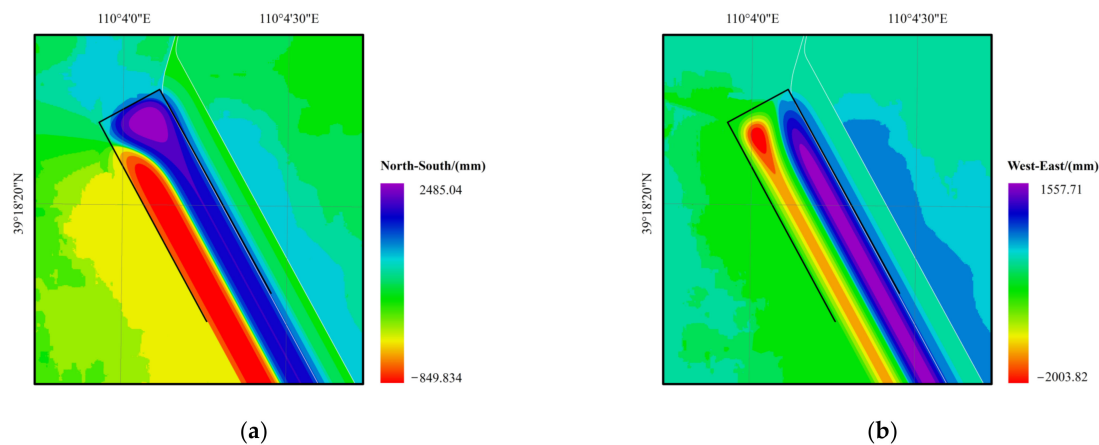 110°4'0"E 110°4'30"E
39°18'20"N
North-South/(mm)
2485.04
−849.834
(a)
110°4'0"E 110°4'30"E
39°18'20"N
West-East/(mm)
1557.71
−2003.82
(b)